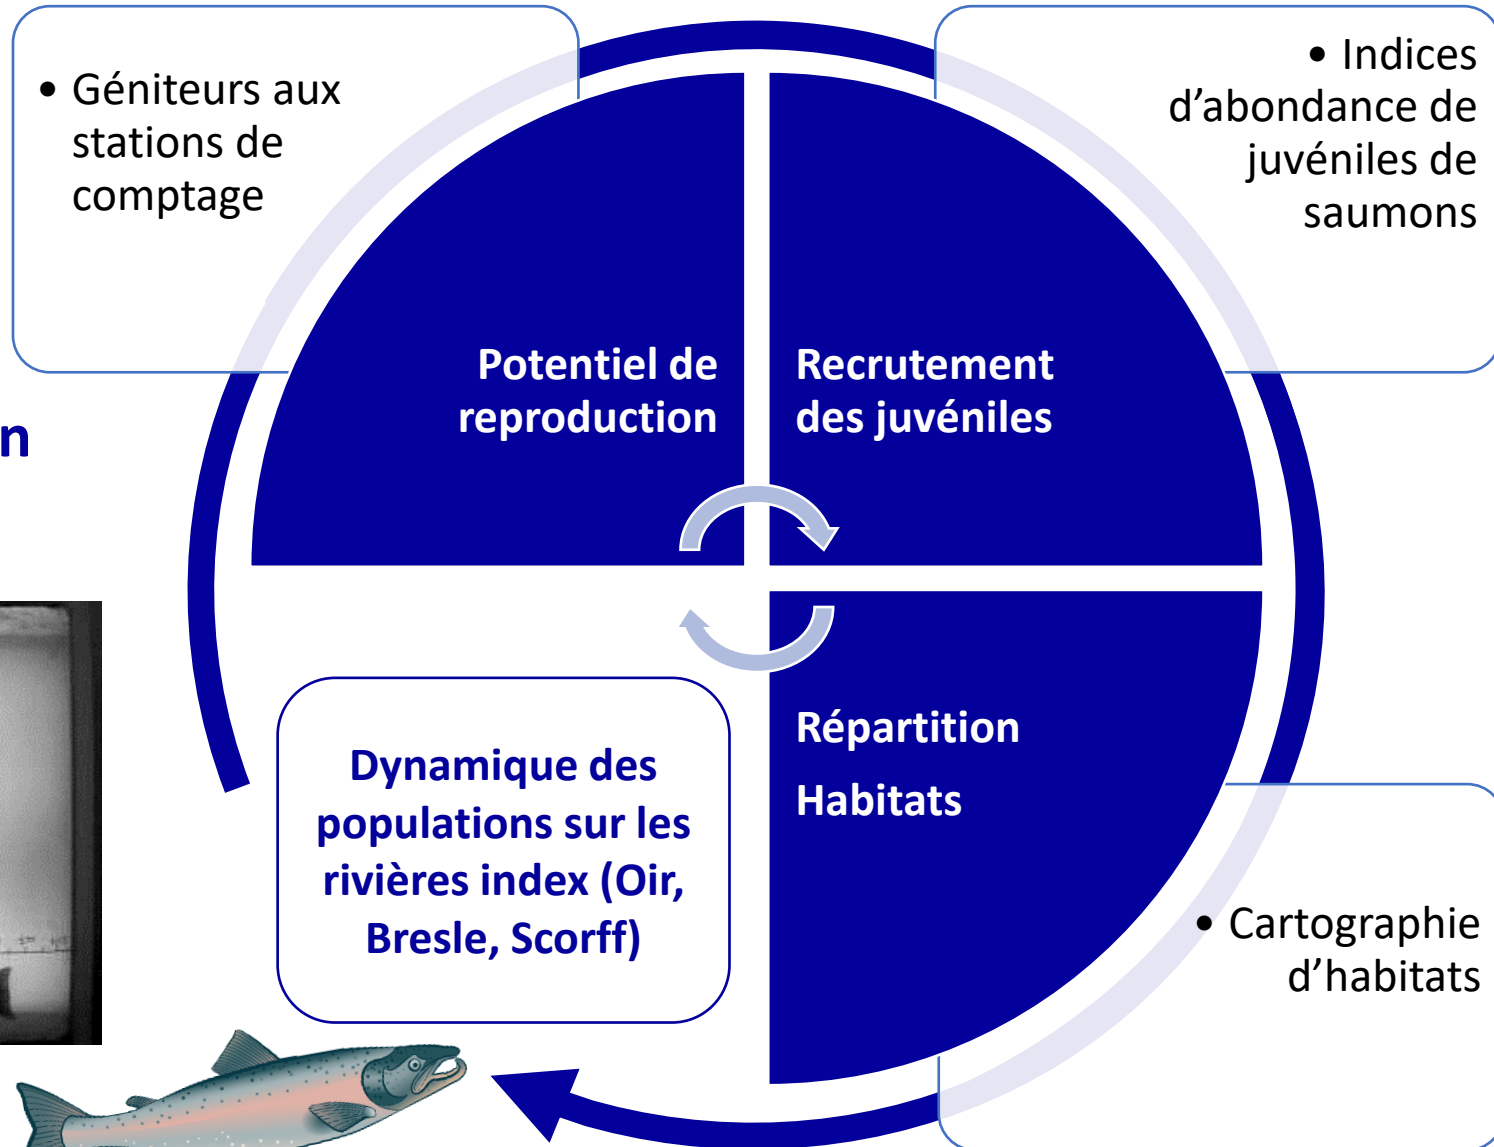 • Géniteurs aux
stations de
comptage
• Indices
d’abondance de
juvéniles de
saumons
Potentiel de
reproduction
Recrutement
des juvéniles
n
Répartition
Habitats
Dynamique des
populations sur les
rivières index (Oir,
Bresle, Scorff)
• Cartographie
d’habitats